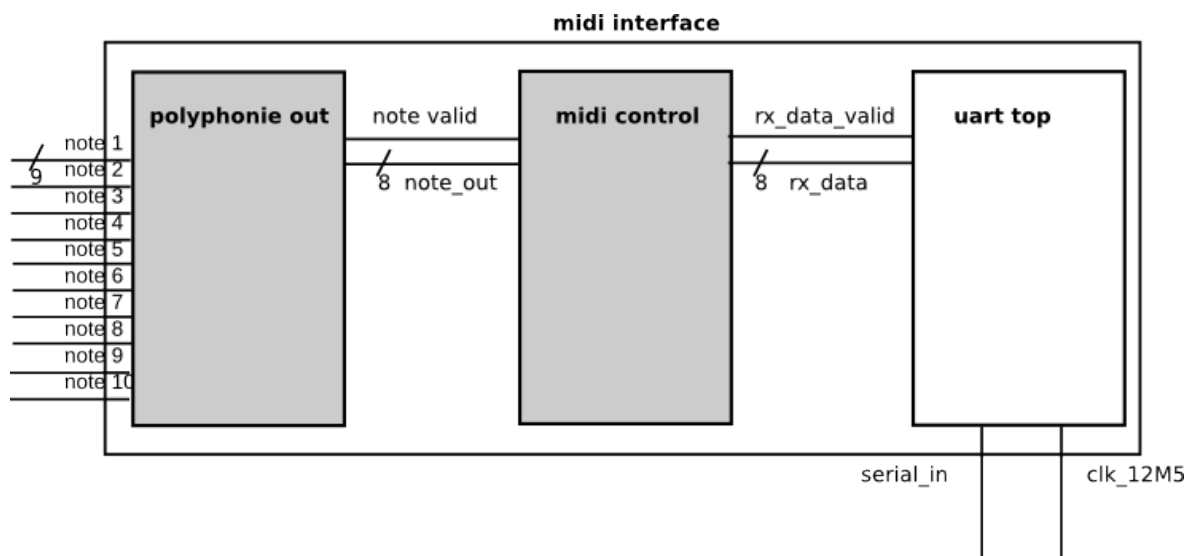 midi interface
polyphonie out
note valid
midi control
rx_data_valid
uart top
note 1
9
note 2
8
note_out
8
rx_data
note 3
note 4
note 5
note 6
note 7
note 8
note 9
note 10
serial_in
clk_12M5